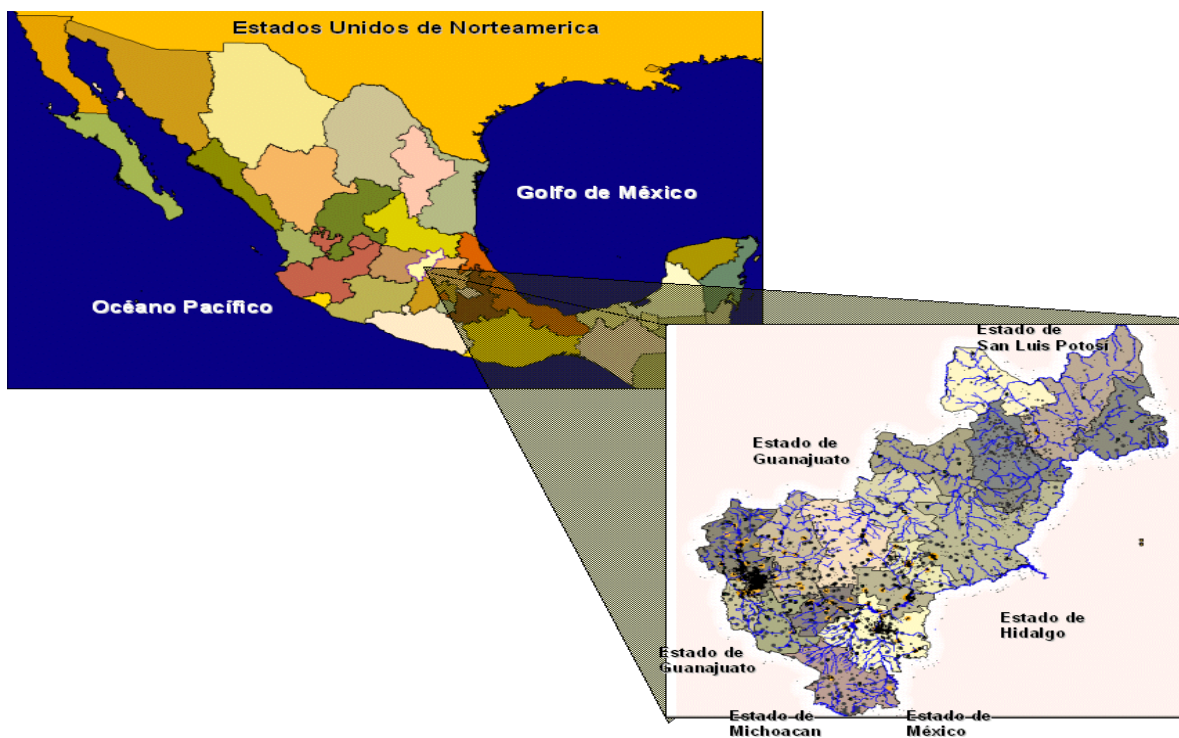 Estados Unidos de Norteamerica
Golfo de México
Océano Pacífico
Estado de
San Luis Potosí
Estado de
Guanajuato
Estado de
Hidalgo
Estado de
Guanajuato
Estado de
Michoacan
Estado de
México